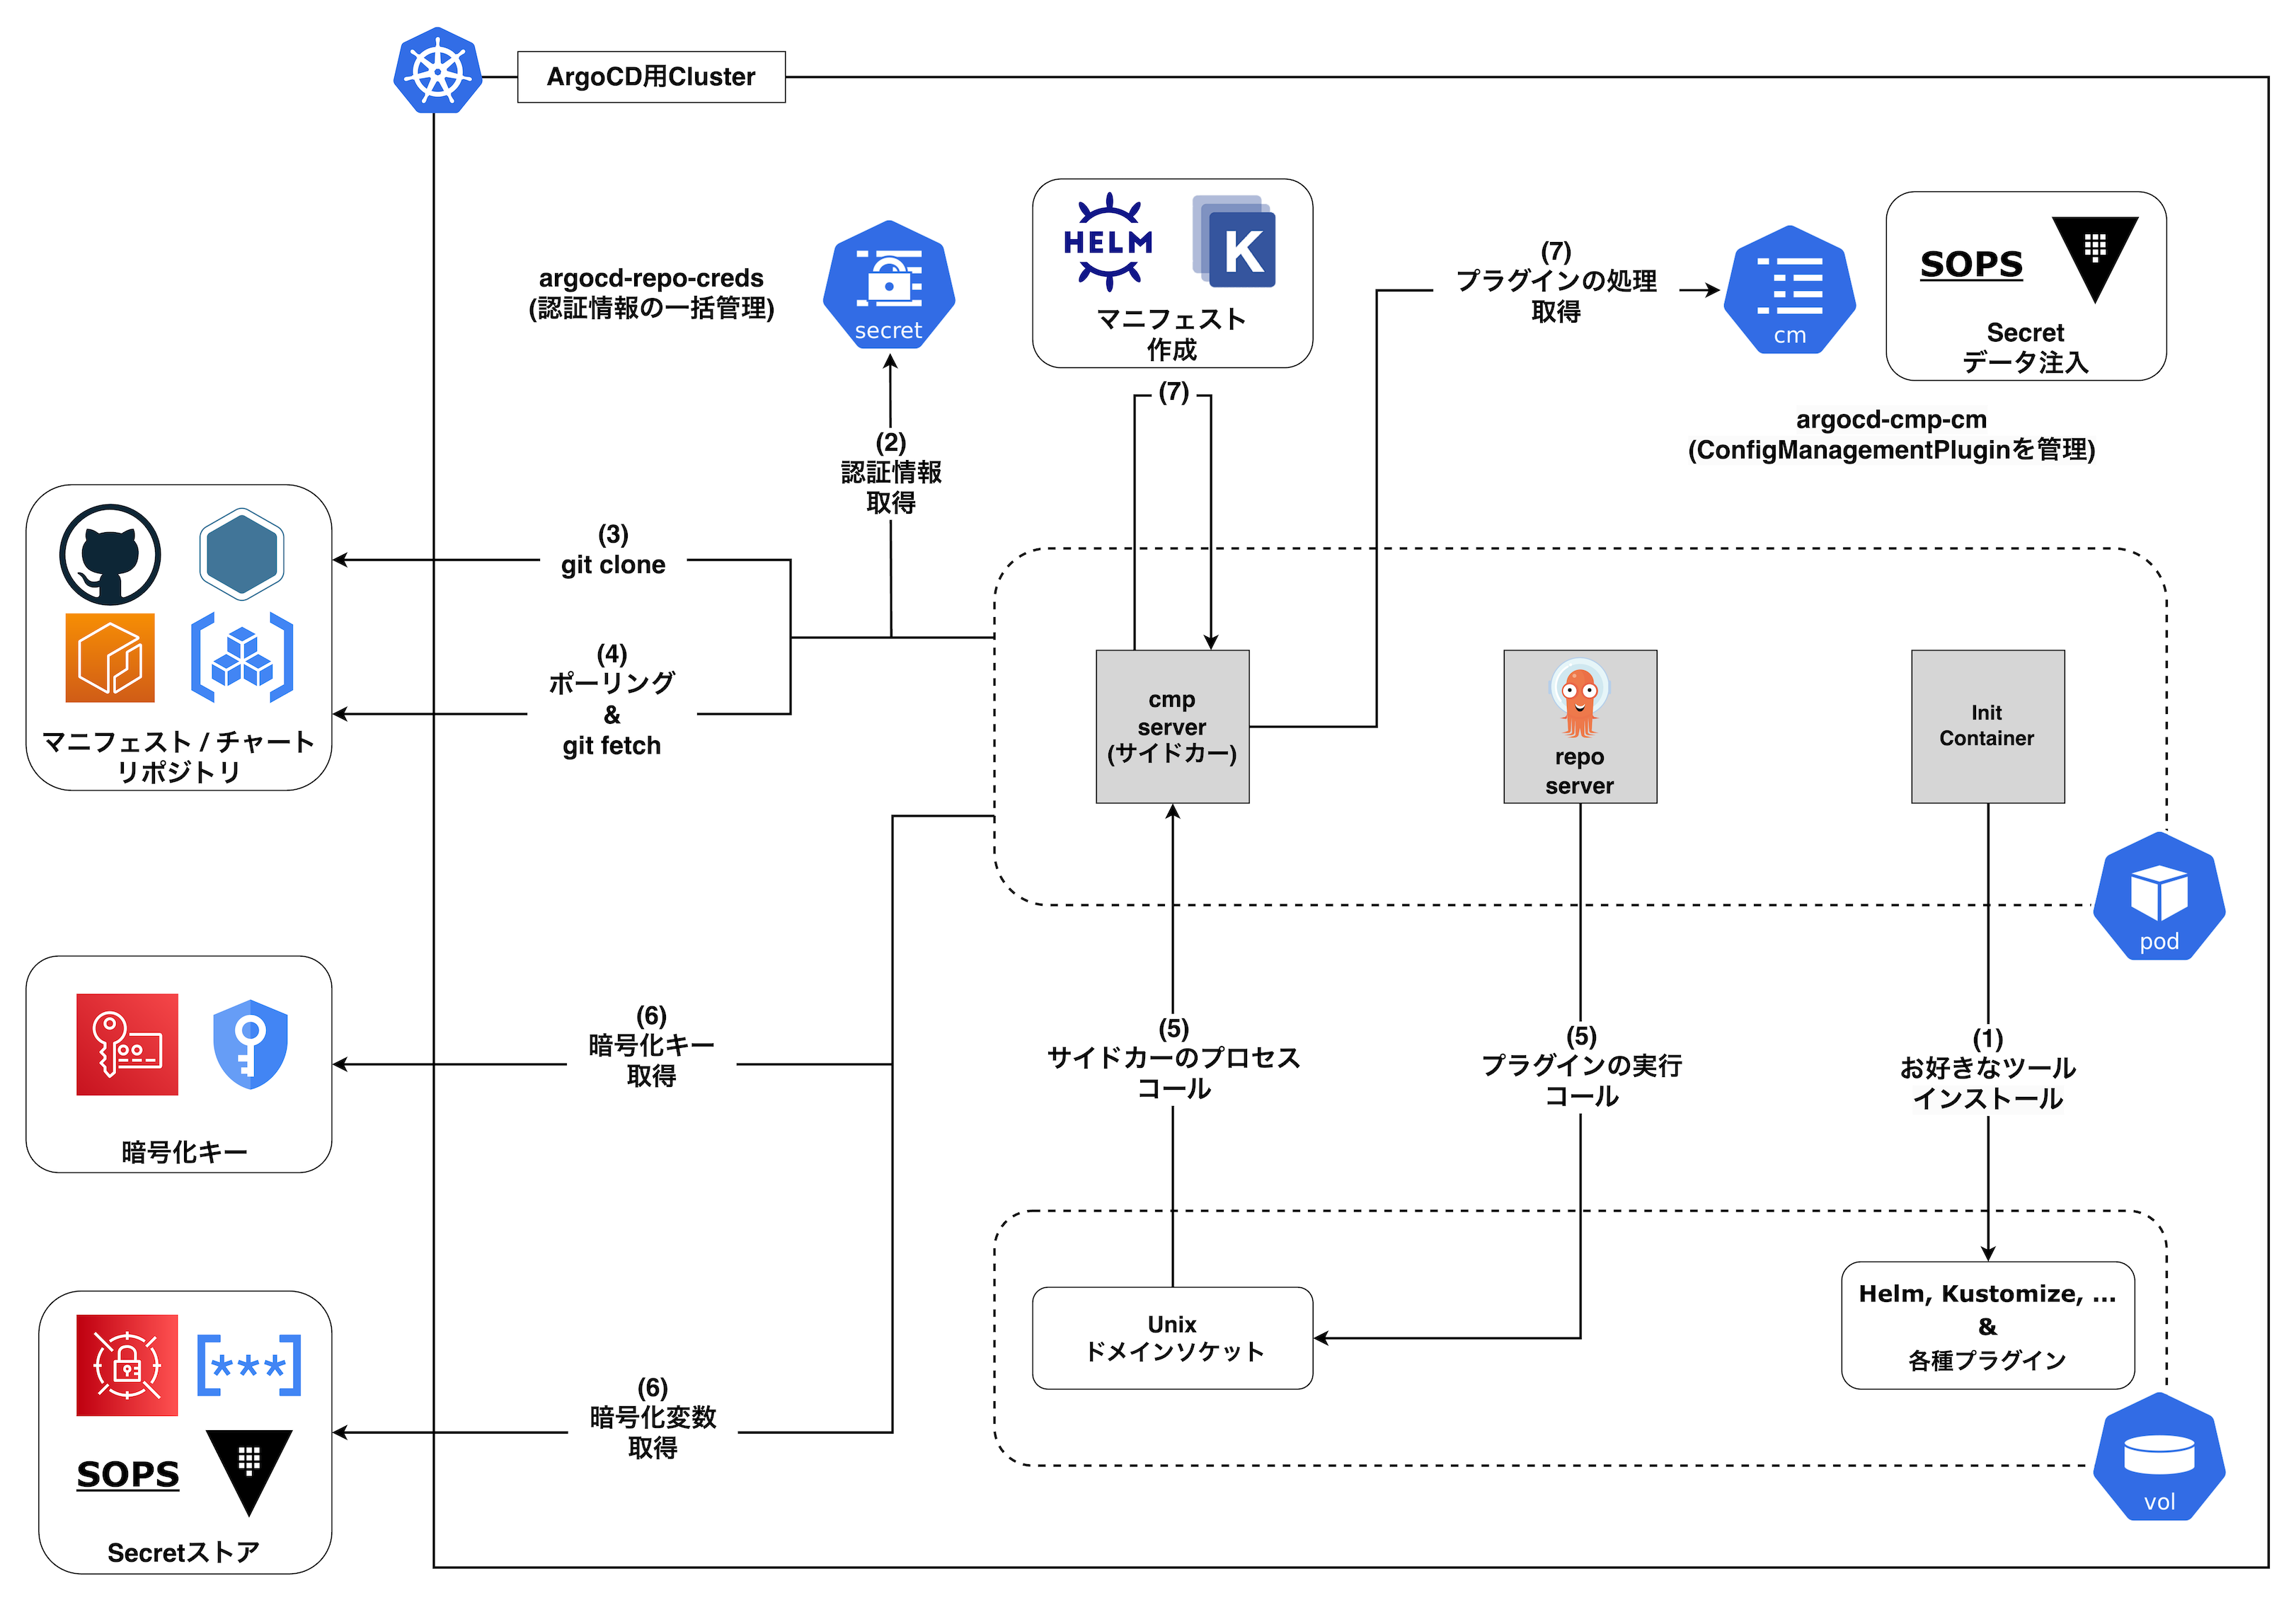 ArgoCD用Cluster
argocd-repo-creds
(認証情報の一括管理)
secret
HELM
K
マニフェスト
作成
(7)
プラグインの処理
取得
cm
SOPS
Secret
データ注入
argocd-cmp-cm
(ConfigManagementPluginを管理)
(7)
(2)
認証情報
取得
(3)
git clone
(4)
ポーリング
&
git fetch
マニフェスト / チャート
リポジトリ
cmp
server
(サイドカー)
repo
server
Init
Container
pod
(6)
暗号化キー
取得
暗号化キー
(5)
サイドカーのプロセス
コール
(5)
プラグインの実行
コール
(1)
お好きなツール
インストール
Unix
ドメインソケット
Helm, Kustomize, ...
&
各種プラグイン
vol
(6)
暗号化変数
取得
[***]
SOPS
Secretストア